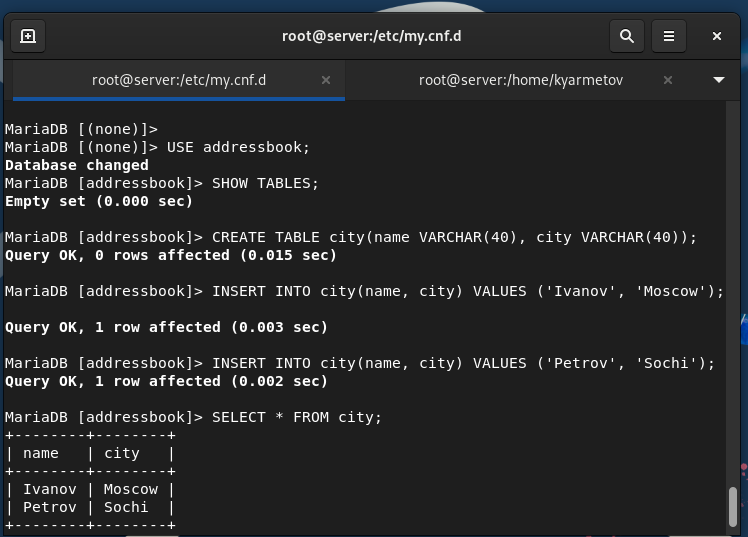 root@server:/etc/my.cnf.d
root@server:/etc/my.cnf.d
root@server:/home/kyarmetov
MariaDB [(none)]>
MariaDB [(none)]> USE addressbook;
Database changed
MariaDB [addressbook]> SHOW TABLES;
Empty set (0.000 sec)
MariaDB [addressbook]> CREATE TABLE city(name VARCHAR(40), city VARCHAR(40));
Query OK, 0 rows affected (0.015 sec)
MariaDB [addressbook]> INSERT INTO city(name, city) VALUES ('Ivanov', 'Moscow');
Query OK, 1 row affected (0.003 sec)
MariaDB [addressbook]> INSERT INTO city(name, city) VALUES ('Petrov', 'Sochi');
Query OK, 1 row affected (0.002 sec)
MariaDB [addressbook]> SELECT * FROM city;
+--------+--------+
| name   | city   |
+--------+--------+
| Ivanov | Moscow |
| Petrov | Sochi  |
+--------+--------+